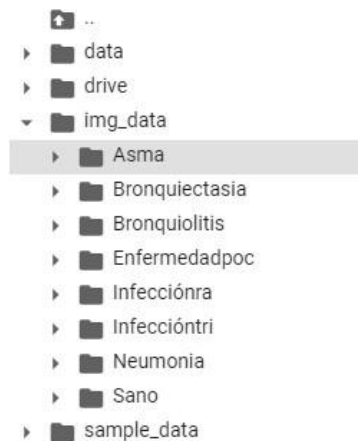 ..
data
drive
img_data
Asma
Bronquiectasia
Bronquiolitis
Enfermedadpoc
Infecciónra
Infeccióntri
Neumonia
Sano
sample_data